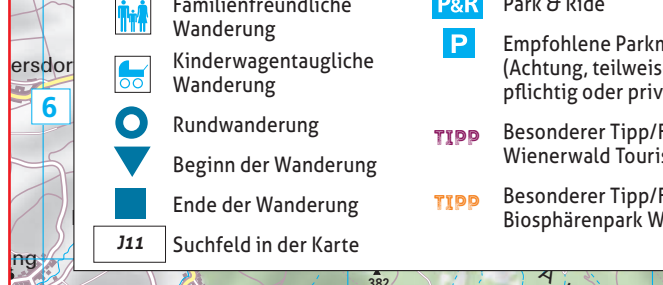 Familienfreundliche
Wanderung
Kinderwagentaugliche
Wanderung
Rundwanderung
Beginn der Wanderung
Ende der Wanderung
J11 Suchfeld in der Karte
P&R Park & Ride
P Empfohlene Parkm
(Achtung, teilweis
pflichtig oder priv
TIPP Besonderer Tipp/F
Wienerwald Touris
TIPP Besonderer Tipp/F
Biosphärenpark W
ersdor
6
ng
382
A